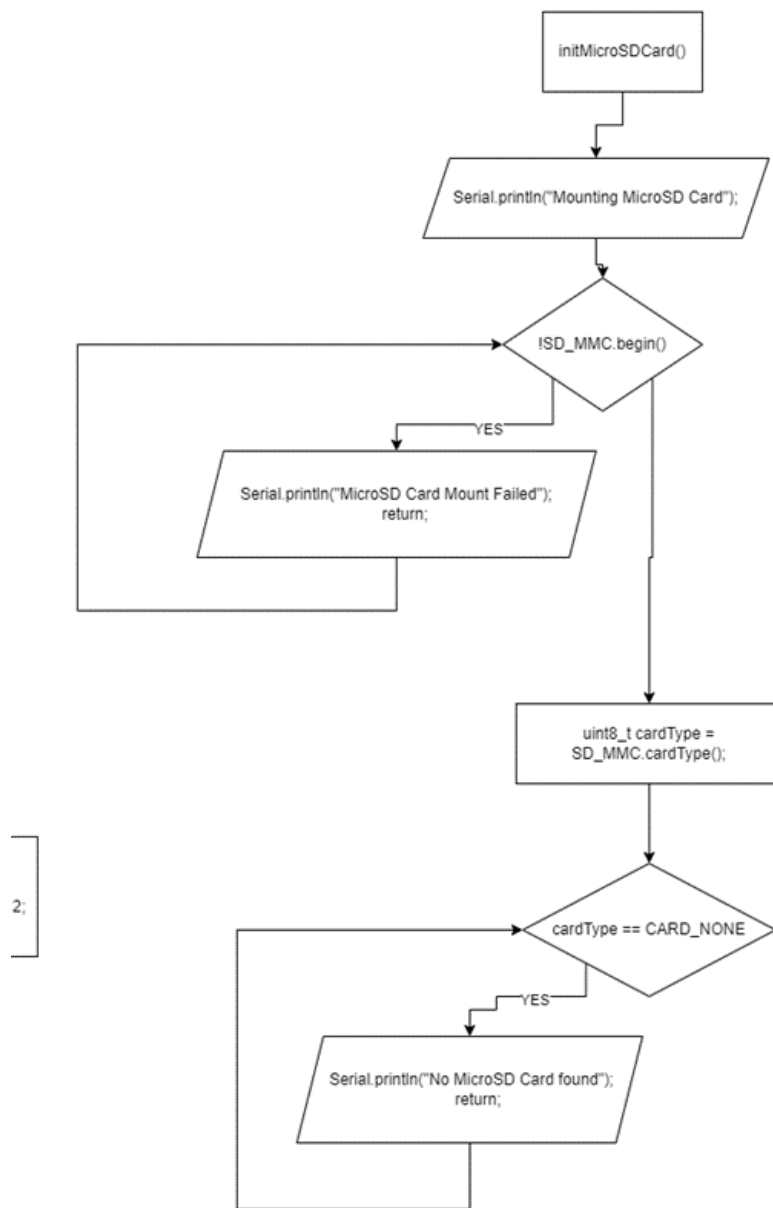 initMicroSDCard()
Serial.println("Mounting MicroSD Card");
!SD_MMC.begin()
YES
Serial.println("MicroSD Card Mount Failed");
return;
uint8_t cardType =
SD_MMC.cardType();
2;
cardType == CARD_NONE
YES
Serial.println("No MicroSD Card found");
return;